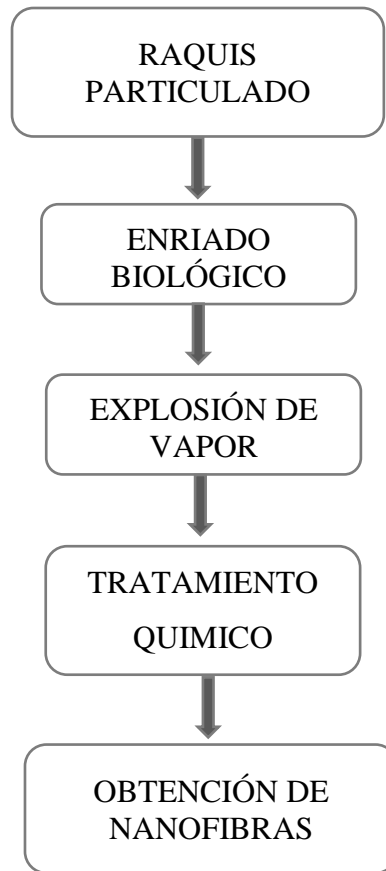 RAQUIS
PARTICULADO
ENRIADO
BIOLÓGICO
EXPLOSIÓN DE
VAPOR
TRATAMIENTO
QUIMICO
OBTENCIÓN DE
NANOFIBRAS